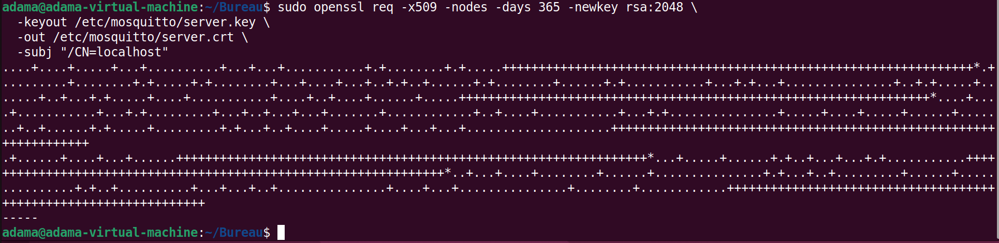 adama@adama-virtual-machine:~/Bureau$ sudo openssl req -x509 -nodes -days 365 -newkey rsa:2048 \
  -keyout /etc/mosquitto/server.key \
  -out /etc/mosquitto/server.crt \
  -subj "/CN=localhost"
....+....+.....+...+..........+...+...+...........+.+........+.+.....+++++++++++++++++++++++++++++++++++++++++++++++++++++++++++++++++*.+
.........+........+.+.....+.+........+...+....+...+..+.+..+......+.+........+......+.+...........+...+.+...+...............+..+.+.....+..
.....+..+...+.+.....+....+...........+....+..+....+......+.....+++++++++++++++++++++++++++++++++++++++++++++++++++++++++++++++++*....+...
.+...........+...+.+.........+...+..+...+...+.......+............+..+....+...........+...+.+...............+.....+....+.....+......+.....
..+..+......+.+.....+.........+.+...+..+....+.....+....+...+...+....................+++++++++++++++++++++++++++++++++++++++++++++++++++++
++++++++++++
.+......+....+...+......+++++++++++++++++++++++++++++++++++++++++++++++++++++++++++++++++*...+.....+......+.+..+...+...+.+...........++++
+++++++++++++++++++++++++++++++++++++++++++++++++++++++++++++*..+...+....+........+......+...............+.+...+..+.........+......+.....
..........+.+..+..........+...+...+..+...............+....+...+...............+........+............+++++++++++++++++++++++++++++++++++++
++++++++++++++++++++++++++++
-----
adama@adama-virtual-machine:~/Bureau$